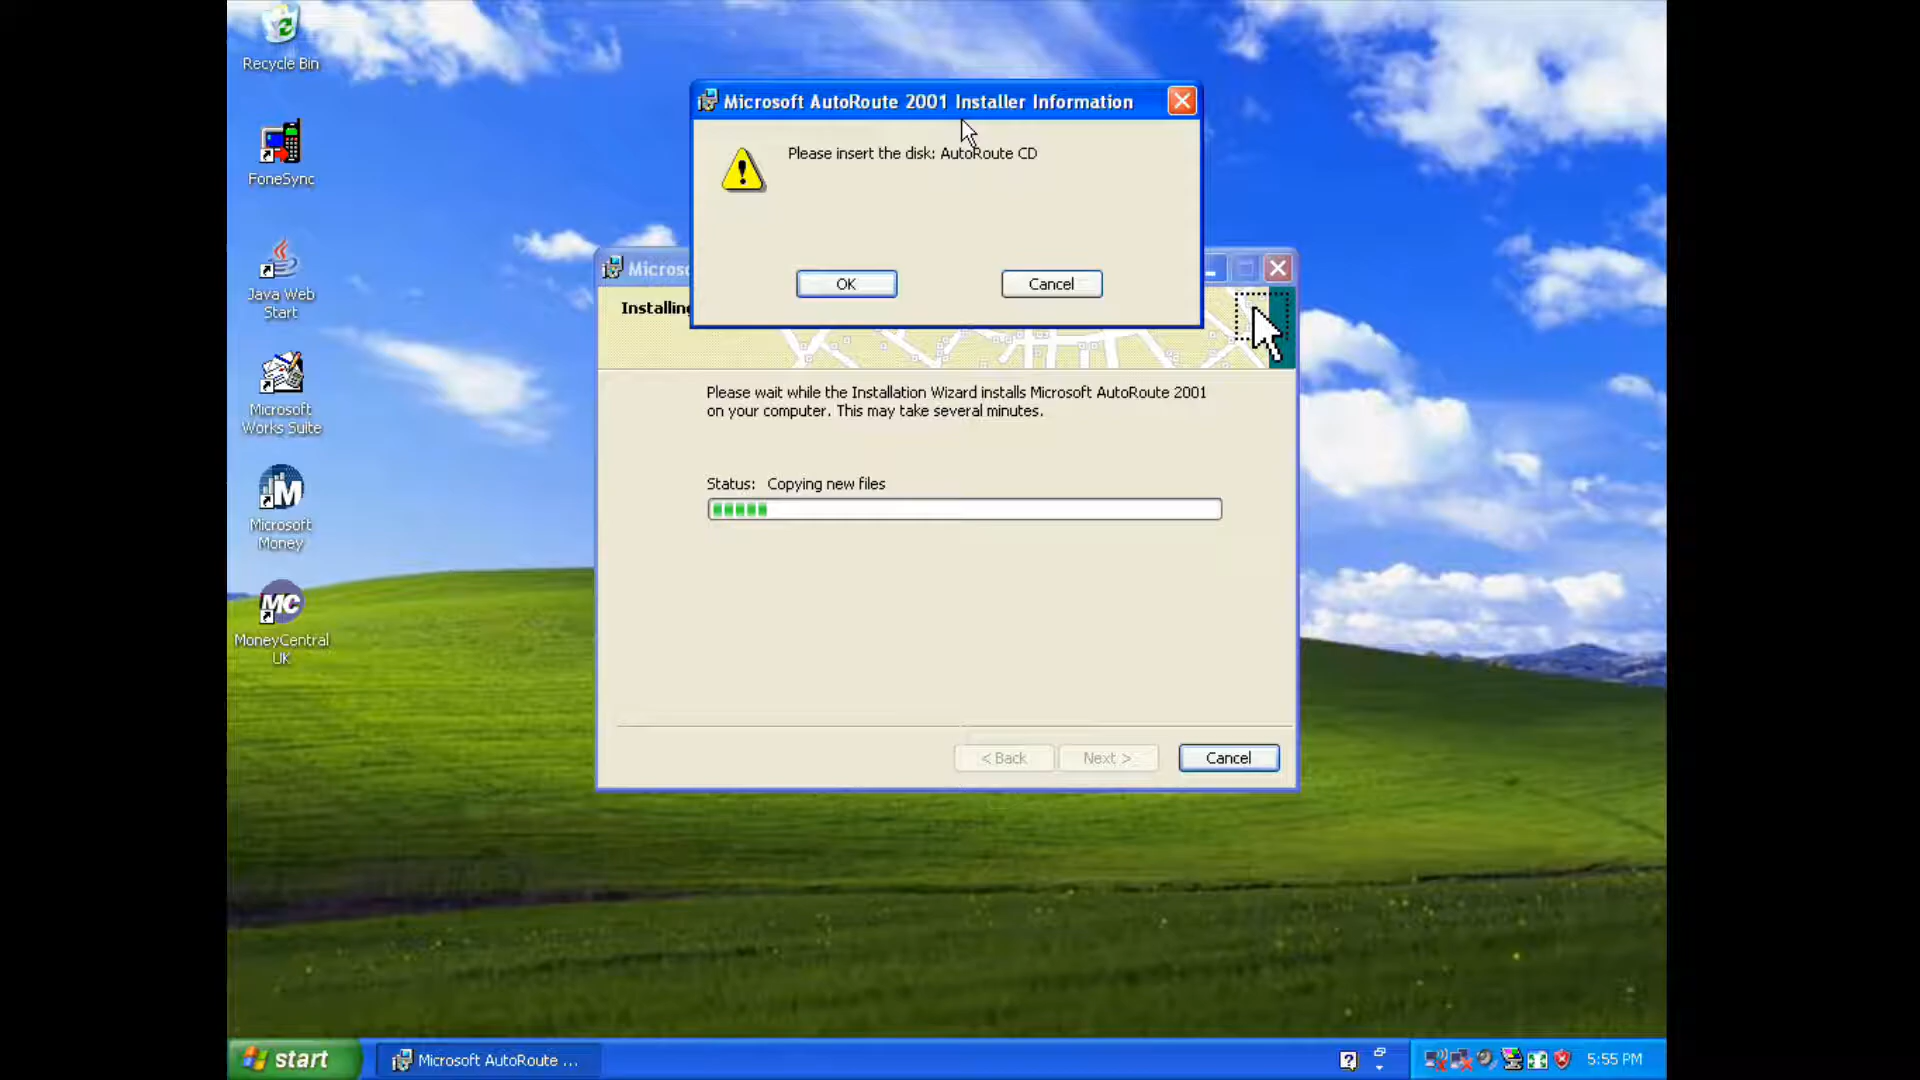 Recycle Bin
FoneSync
Java Web
Start
Microsoft
Works Suite
M
Microsoft
Money
MC
MoneyCentral
UK
Microsoft AutoRoute 2001 Installer Information
Please insert the disk: AutoRoute CD
OK
Cancel
Micros
Installing
Please wait while the Installation Wizard installs Microsoft AutoRoute 2001
on your computer. This may take several minutes.
Status: Copying new files
< Back
Next >
Cancel
start
Microsoft AutoRoute ...
5:55 PM